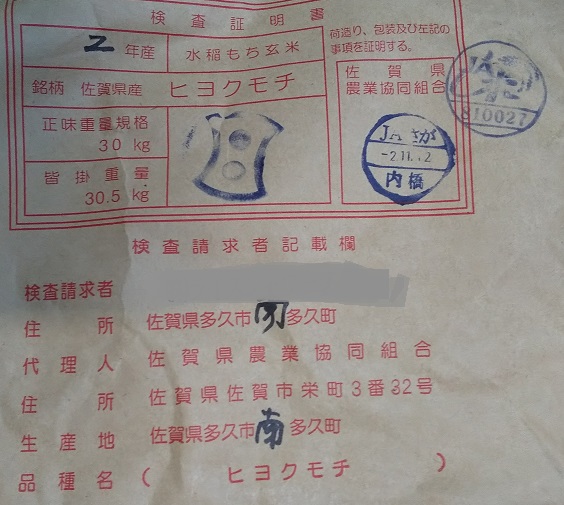 検査証明書
2年産 水稲もち玄米
銘柄 佐賀県産 ヒヨクモチ
正味重量規格
30 kg
皆掛重量
30.5 kg
荷造り、包装及び左記の
事項を証明する。
佐賀県
農業協同組合
JAさが
-2.11.
内橋
810027
検査請求者記載欄
検査請求者
住所 佐賀県多久市 多久町
代理人 佐賀県農業協同組合
住所 佐賀県佐賀市栄町3番32号
生産地 佐賀県多久市南多久町
品種名(ヒヨクモチ)